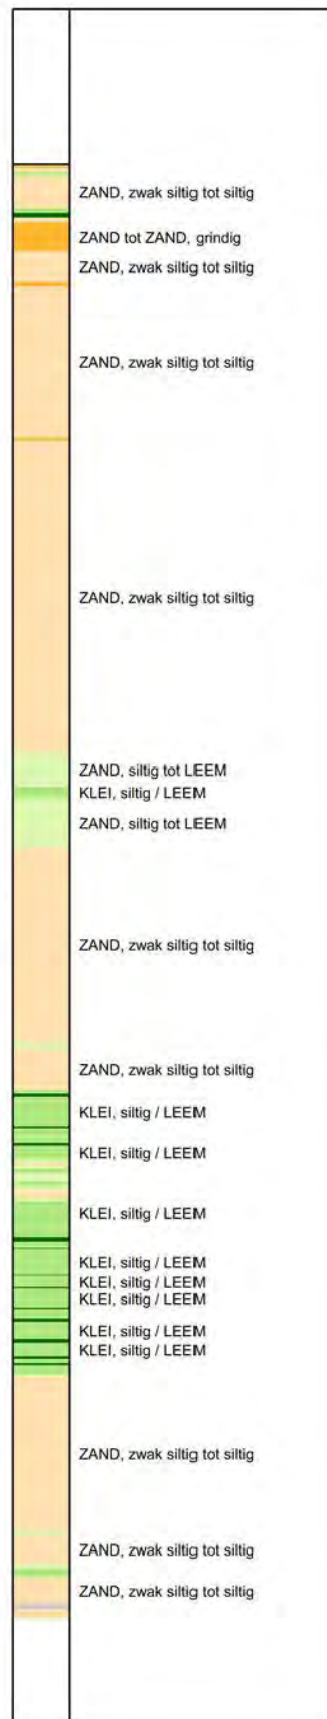 ZAND, zwak siltig tot siltig
ZAND tot ZAND, grindig
ZAND, zwak siltig tot siltig
ZAND, zwak siltig tot siltig
ZAND, zwak siltig tot siltig
ZAND, siltig tot LEEM
KLEI, siltig / LEEM
ZAND, siltig tot LEEM
ZAND, zwak siltig tot siltig
ZAND, zwak siltig tot siltig
KLEI, siltig / LEEM
KLEI, siltig / LEEM
KLEI, siltig / LEEM
KLEI, siltig / LEEM
KLEI, siltig / LEEM
KLEI, siltig / LEEM
KLEI, siltig / LEEM
KLEI, siltig / LEEM
ZAND, zwak siltig tot siltig
ZAND, zwak siltig tot siltig
ZAND, zwak siltig tot siltig